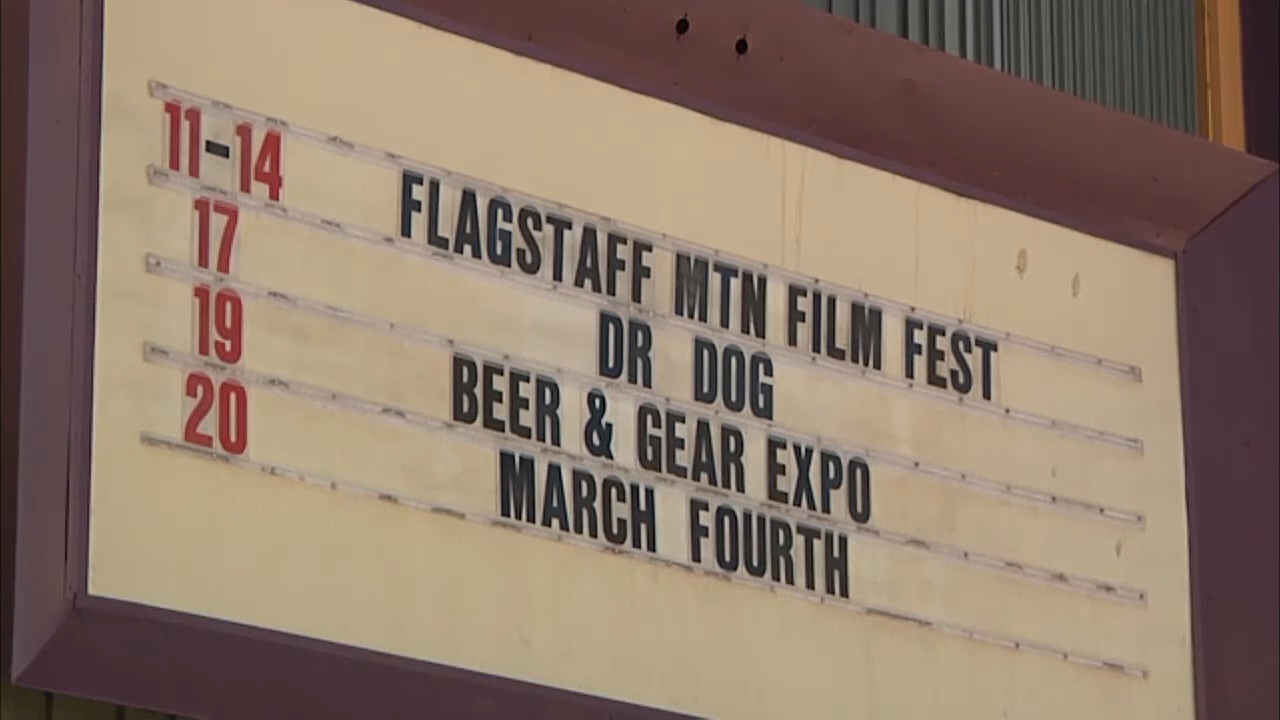 11-14 FLAGSTAFF MTN FILM FEST
17 DR DOG
19 BEER & GEAR EXPO
20 MARCH FOURTH